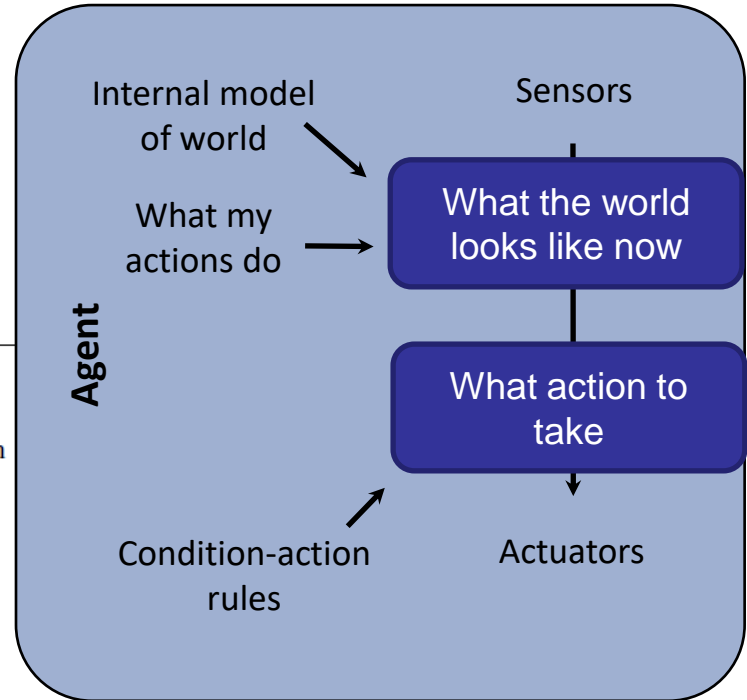 Internal model
of world
Sensors
What my
actions do
What the world
looks like now
Agent
What action to
take
Condition-action
rules
Actuators